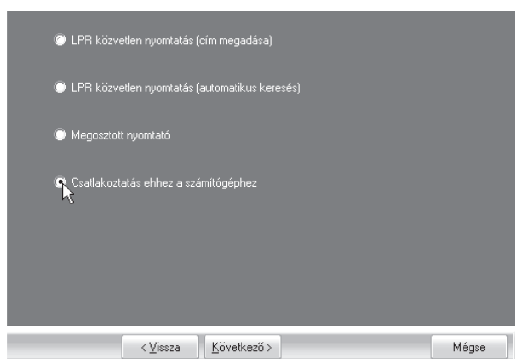 LPR közvetlen nyomtatás (cím megadása)
LPR közvetlen nyomtatás (automatikus keresés)
Megosztott nyomtató
Csatlakoztatás ehhez a számítógéphez
< Vissza Következő > Mégse